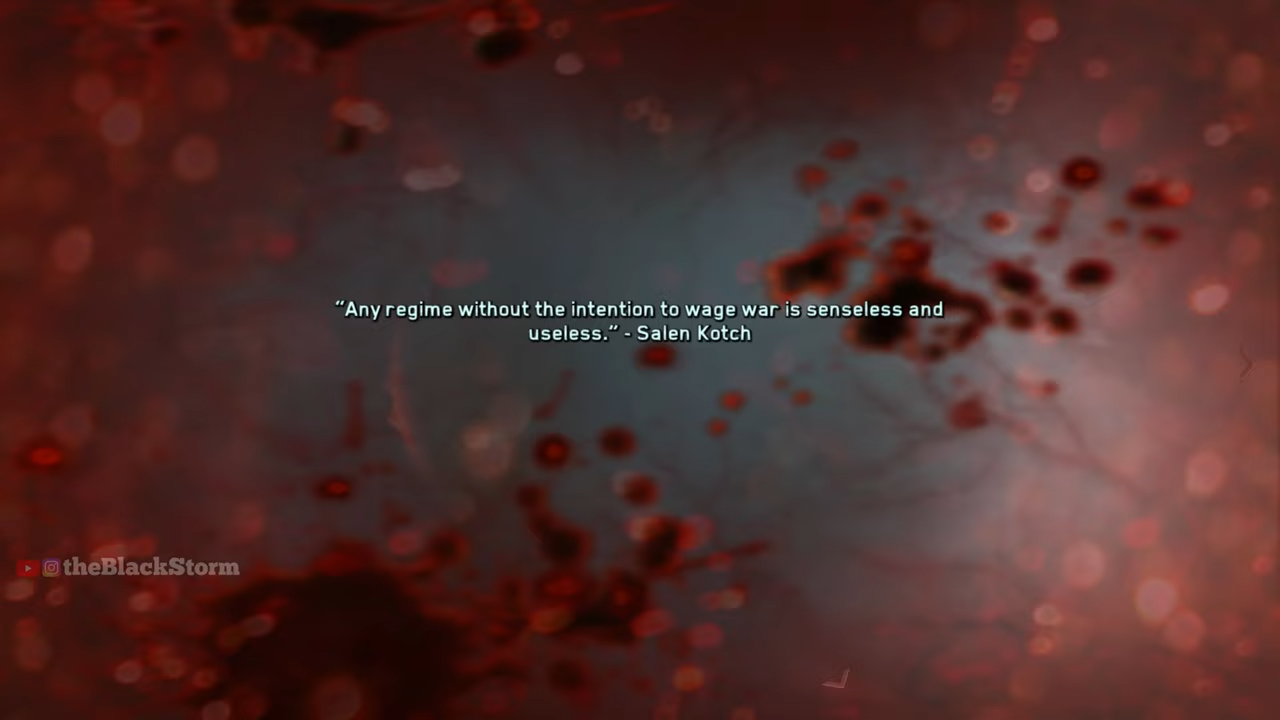 “Any regime without the intention to wage war is senseless and
useless.“ - Salen Kotch
theBlackStorm